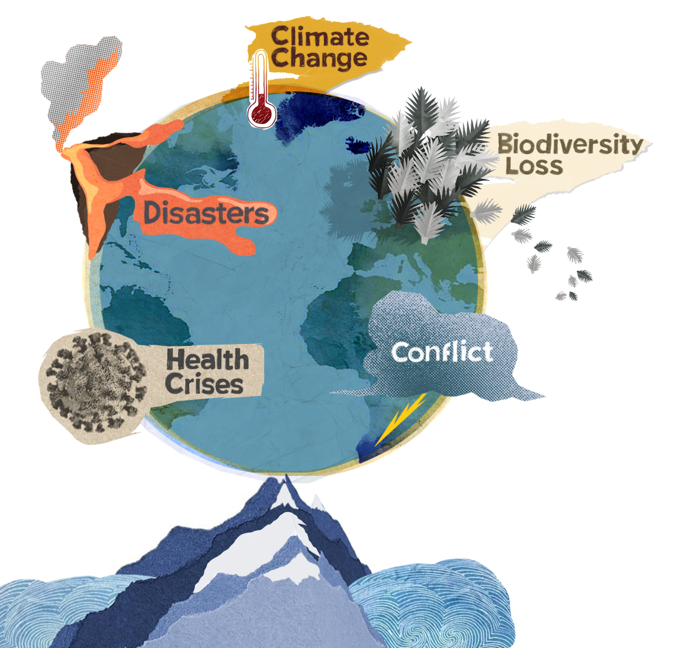 Climate
Change
Biodiversity
Loss
Disasters
Conflict
Health
Crises